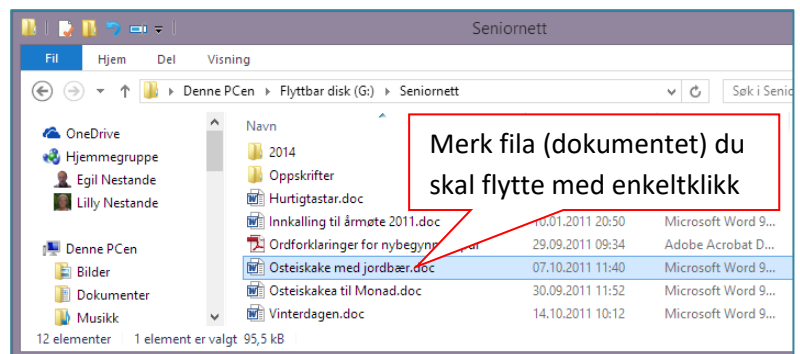 Seniornett
Fil Hjem Del Visning
Denne PCen Flyttbar disk (G:) Seniornett Søk i Senio
Navn
OneDrive
Hjemmegruppe
Egil Nestande
Lilly Nestande
Denne PCen
Bilder
Dokumenter
Musikk
2014
Oppskrifter
Hurtigtastar.doc
Innkalling til årmøte 2011.doc 10.01.2011 20:50 Microsoft Word 9...
Ordforklaringer for 29.09.2011 09:34 Adobe Acrobat D...
Osteiskake med jordbær.doc 07.10.2011 11:40 Microsoft Word 9...
Osteiskakea til Monad.doc 30.09.2011 11:52 Microsoft Word 9...
Vinterdagen.doc 14.10.2011 10:12 Microsoft Word 9...
Merk fila (dokumentet) du
skal flytte med enkeltklikk
12 elementer 1 element er valgt 95,5 kB